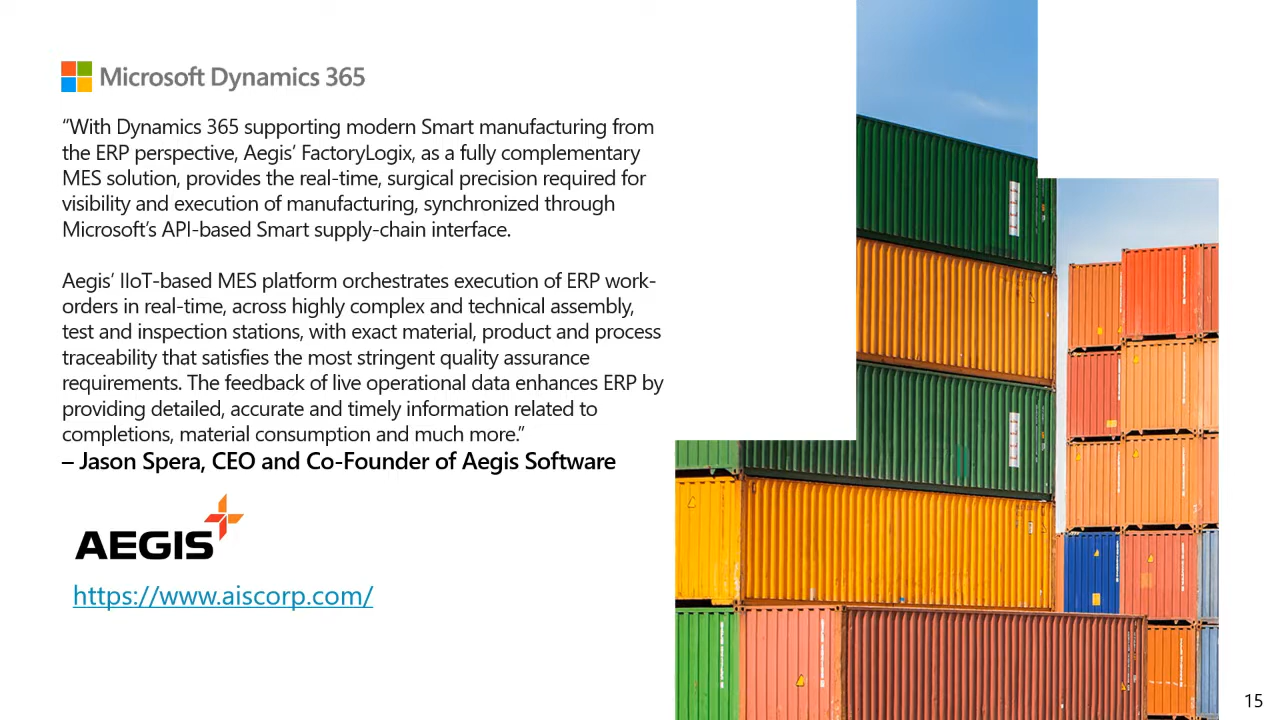 Microsoft Dynamics 365
“With Dynamics 365 supporting modern Smart manufacturing from
the ERP perspective, Aegis’ FactoryLogix, as a fully complementary
MES solution, provides the real-time, surgical precision required for
visibility and execution of manufacturing, synchronized through
Microsoft’s API-based Smart supply-chain interface.
Aegis’ IIoT-based MES platform orchestrates execution of ERP work-
orders in real-time, across highly complex and technical assembly,
test and inspection stations, with exact material, product and process
traceability that satisfies the most stringent quality assurance
requirements. The feedback of live operational data enhances ERP by
providing detailed, accurate and timely information related to
completions, material consumption and much more.”
– Jason Spera, CEO and Co-Founder of Aegis Software
AEGIS
https://www.aiscorp.com/
15